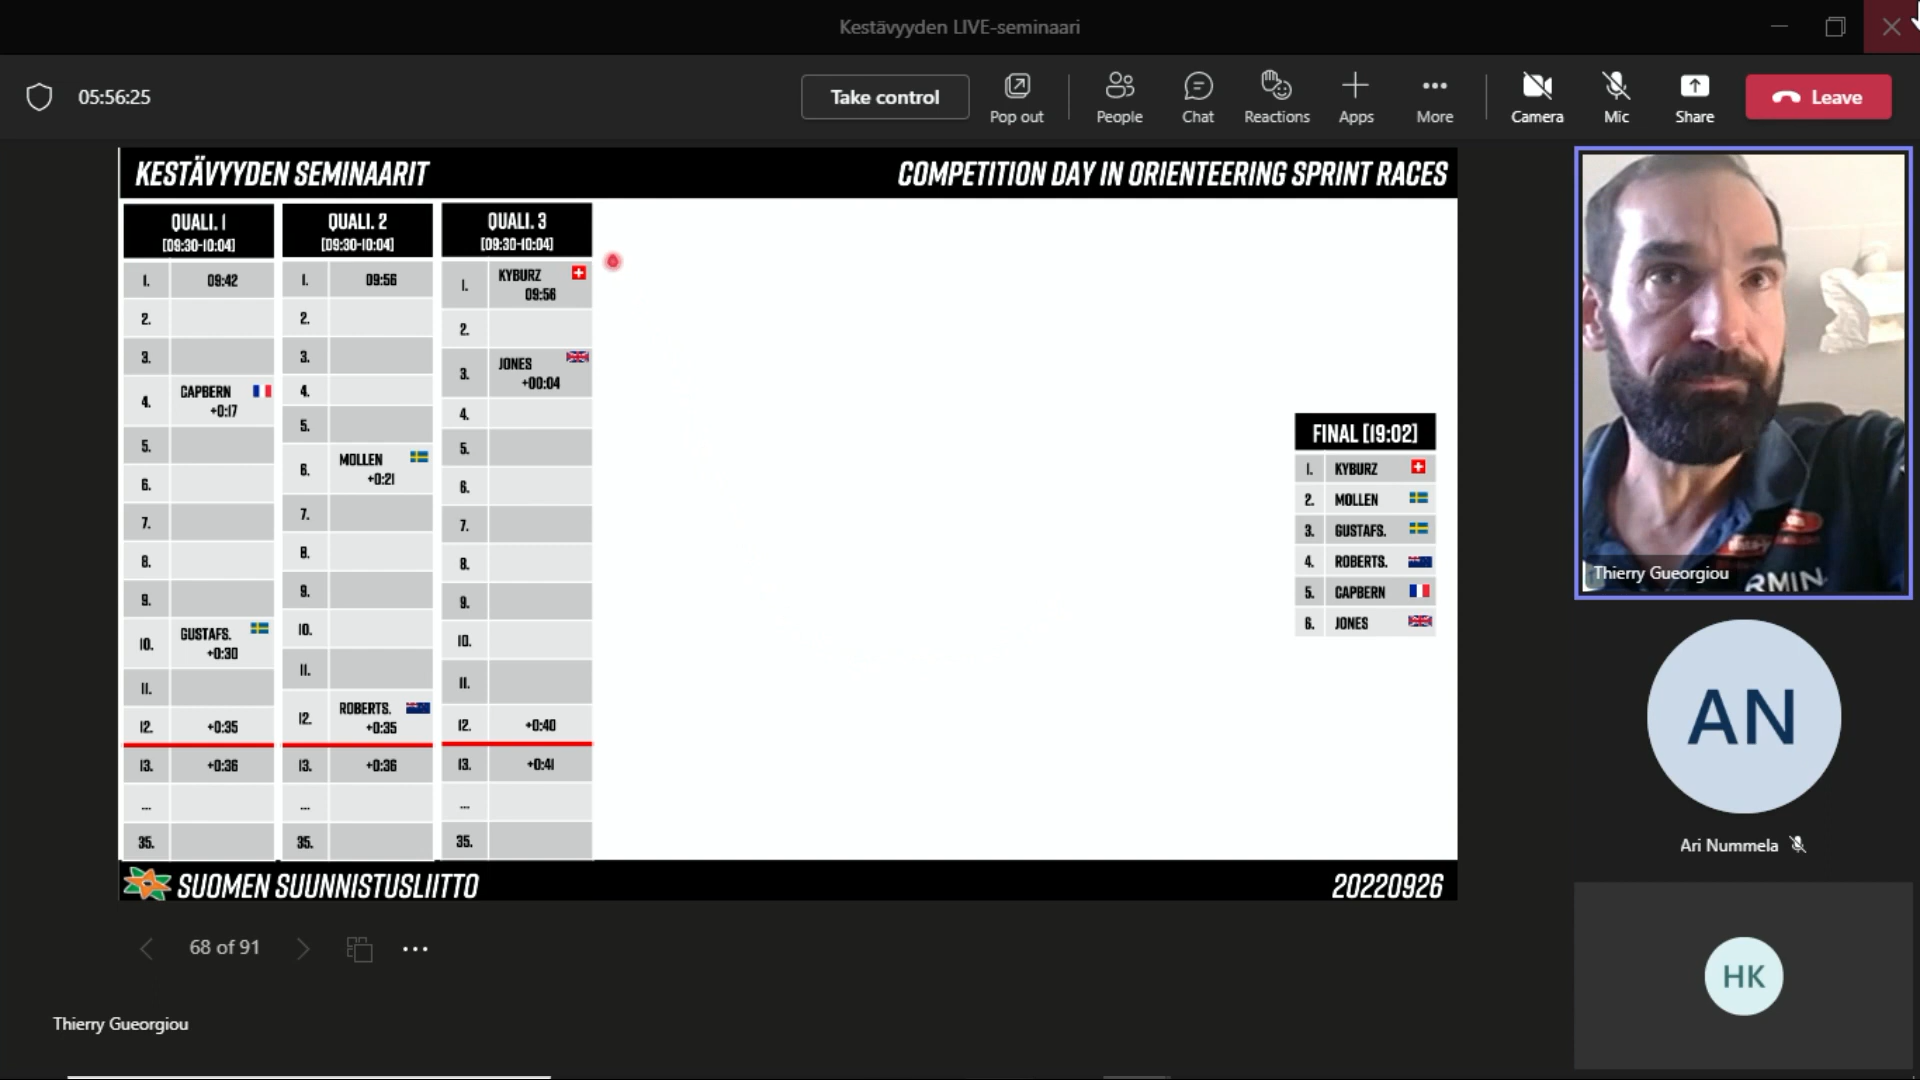 Kestävyyden LIVE-seminaari
05:56:25
Take control
Pop out
People
Chat
Reactions
Apps
More
Camera
Mic
Share
Leave
KESTÄVYYDEN SEMINAARIT
COMPETITION DAY IN ORIENTEERING SPRINT RACES
QUALI. 1
[09:30-10:04]
1. 09:42
2.
3.
4. CAPBERN
+0:17
5.
6.
7.
8.
9.
10. GUSTAFS.
+0:30
11.
12. +0:35
13. +0:36
...
35.
QUALI. 2
[09:30-10:04]
1. 09:56
2.
3.
4.
5.
6. MOLLEN
+0:21
7.
8.
9.
10.
11.
12. ROBERTS.
+0:35
13. +0:36
...
35.
QUALI. 3
[09:30-10:04]
1. KYBURZ
09:56
2.
3. JONES
+00:04
4.
5.
6.
7.
8.
9.
10.
11.
12. +0:40
13. +0:41
...
35.
FINAL [19:02]
1. KYBURZ
2. MOLLEN
3. GUSTAFS.
4. ROBERTS.
5. CAPBERN
6. JONES
SUOMEN SUUNNISTUSLIITTO
20220926
68 of 91
Thierry Gueorgiou
Thierry Gueorgiou
RMIN
AN
Ari Nummela
HK